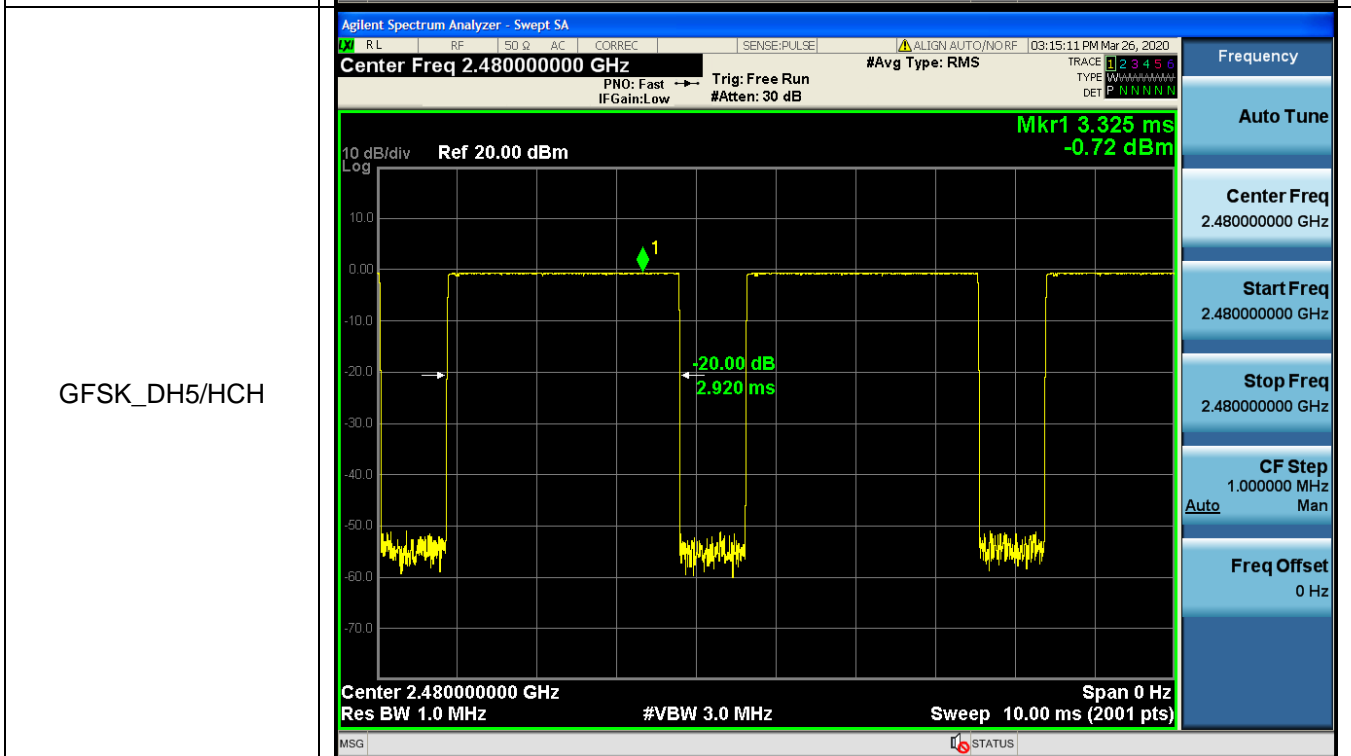 GFSK_DH5/HCH
Agilent Spectrum Analyzer - Swept SA
LXI RL RF 50 Ω AC CORREC SENSE:PULSE ALIGN AUTO/NO RF 03:15:11 PM Mar 26, 2020
Center Freq 2.480000000 GHz
#Avg Type: RMS
TRACE 1 2 3 4 5 6
PNO: Fast
Trig: Free Run
TYPE W
IFGain:Low
#Atten: 30 dB
DET P N N N N N
Mkr1 3.325 ms
-0.72 dBm
10 dB/div
Log
Ref 20.00 dBm
10.0
0.00
-10.0
-20.0
-30.0
-40.0
-50.0
-60.0
-70.0
1
-20.00 dB
2.920 ms
Center 2.480000000 GHz
Span 0 Hz
Res BW 1.0 MHz
#VBW 3.0 MHz
Sweep 10.00 ms (2001 pts)
MSG
STATUS
Frequency
Auto Tune
Center Freq
2.480000000 GHz
Start Freq
2.480000000 GHz
Stop Freq
2.480000000 GHz
CF Step
1.000000 MHz
Auto Man
Freq Offset
0 Hz